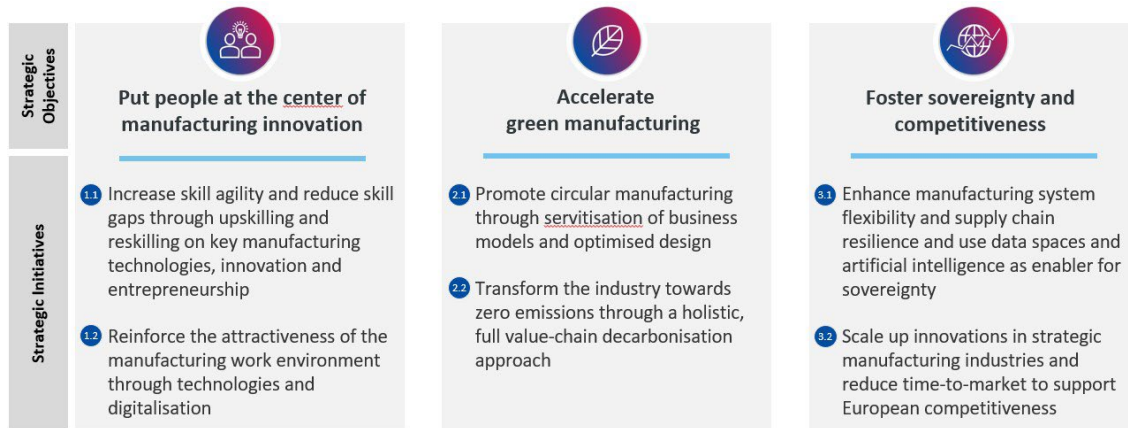 Strategic
Objectives
Put people at the center of
manufacturing innovation
Accelerate
green manufacturing
Foster sovereignty and
competitiveness
Strategic Initiatives
1.1 Increase skill agility and reduce skill
gaps through upskilling and
reskilling on key manufacturing
technologies, innovation and
entrepreneurship
1.2 Reinforce the attractiveness of the
manufacturing work environment
through technologies and
digitalisation
2.1 Promote circular manufacturing
through servitisation of business
models and optimised design
2.2 Transform the industry towards
zero emissions through a holistic,
full value-chain decarbonisation
approach
3.1 Enhance manufacturing system
flexibility and supply chain
resilience and use data spaces and
artificial intelligence as enabler for
sovereignty
3.2 Scale up innovations in strategic
manufacturing industries and
reduce time-to-market to support
European competitiveness